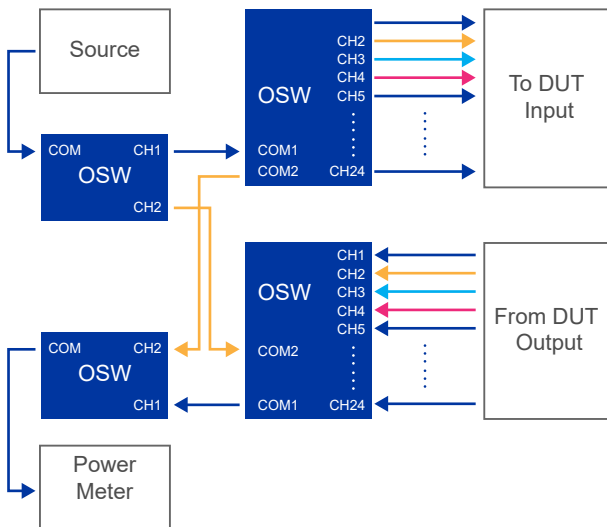 Source
COM
CH1
OSW
CH2
CH2
CH3
CH4
CH5
OSW
COM1
COM2
CH24
To DUT
Input
COM
CH2
OSW
CH1
CH1
CH2
CH3
CH4
CH5
OSW
COM2
COM1
CH24
From DUT
Output
Power
Meter